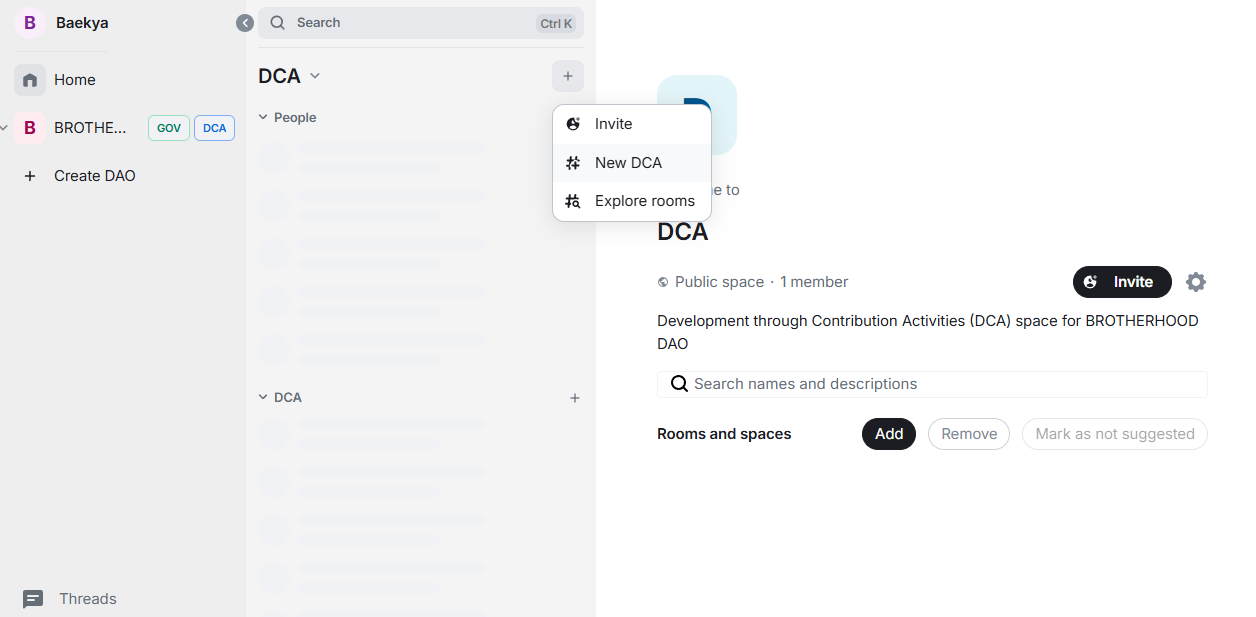 B Baekya
Home
B BROTHE... GOV DCA
Create DAO
Threads
Search Ctrl K
DCA
People
Invite
New DCA
Explore rooms
DCA
e to
DCA
Public space · 1 member
Invite
Development through Contribution Activities (DCA) space for BROTHERHOOD
DAO
Search names and descriptions
Rooms and spaces Add Remove Mark as not suggested